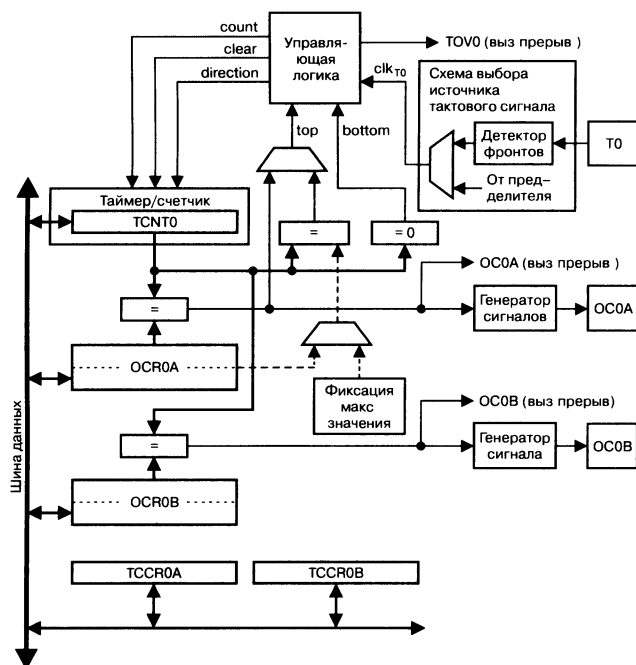 count
clear
direction
Управля-
ющая
логика
TOV0 (выз прерыв )
clkT0
Схема выбора
источника
тактового сигнала
Детектор
фронтов
T0
От пред-
делителя
top
bottom
Таймер/счетчик
TCNT0
=
= 0
=
OC0A (выз прерыв )
Генератор
сигналов
OC0A
OCR0A
Фиксация
макс
значения
OC0B (выз прерыв)
=
Генератор
сигнала
OC0B
OCR0B
Шина данных
TCCR0A
TCCR0B